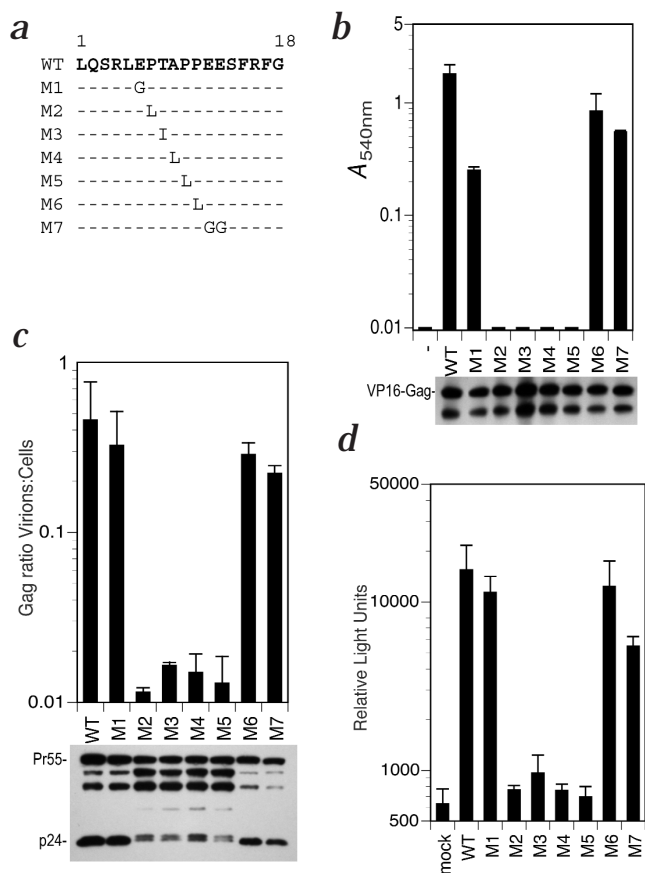 a
1 18
WT LQSRLEPTAPPEESFRFG
M1 -----G------------
M2 ------L-----------
M3 -------I----------
M4 --------L---------
M5 ---------L--------
M6 ----------L-------
M7 -----------GG-----
b
A540nm
5
1
0.1
0.01
- WT M1 M2 M3 M4 M5 M6 M7
VP16-Gag-
c
Gag ratio Virions:Cells
1
0.1
0.01
WT M1 M2 M3 M4 M5 M6 M7
Pr55-
p24-
d
Relative Light Units
50000
10000
1000
500
mock WT M1 M2 M3 M4 M5 M6 M7